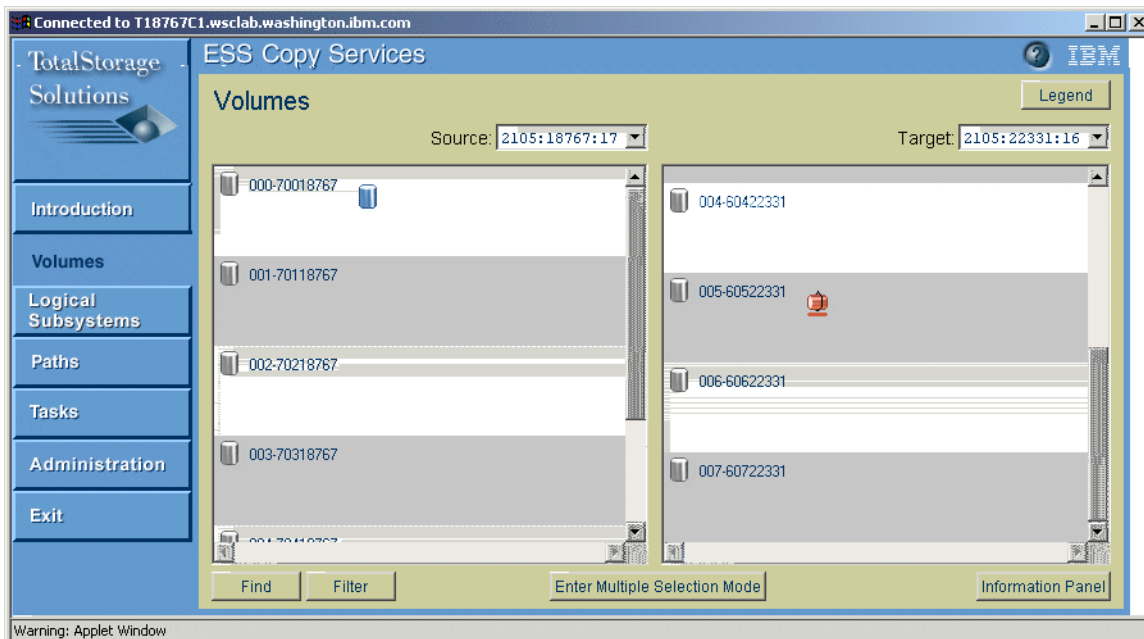 Connected to T18767C1.wsclab.washington.ibm.com
TotalStorage
Solutions
ESS Copy Services
?
IBM
Volumes
Legend
Source: 2105:18767:17
Target: 2105:22331:16
Introduction
Volumes
Logical
Subsystems
Paths
Tasks
Administration
Exit
000-70018767
001-70118767
002-70218767
003-70318767
004-60422331
005-60522331
006-60622331
007-60722331
Find
Filter
Enter Multiple Selection Mode
Information Panel
Warning: Applet Window